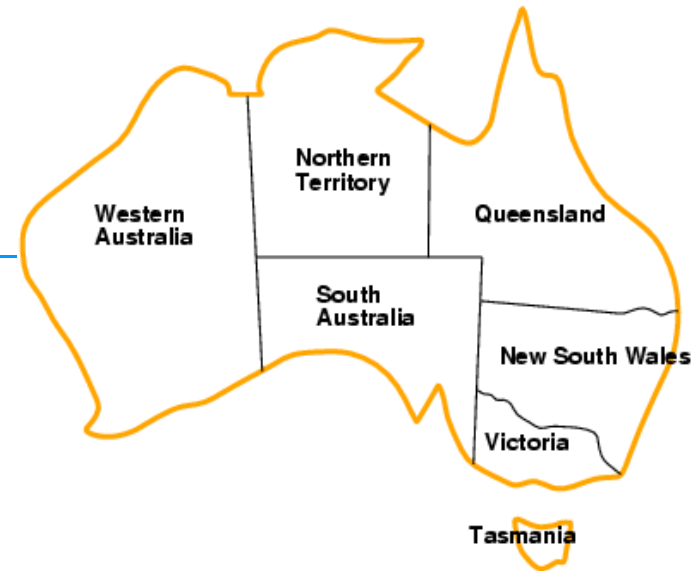 Northern
Territory
Western
Australia
Queensland
South
Australia
New South Wales
Victoria
Tasmania